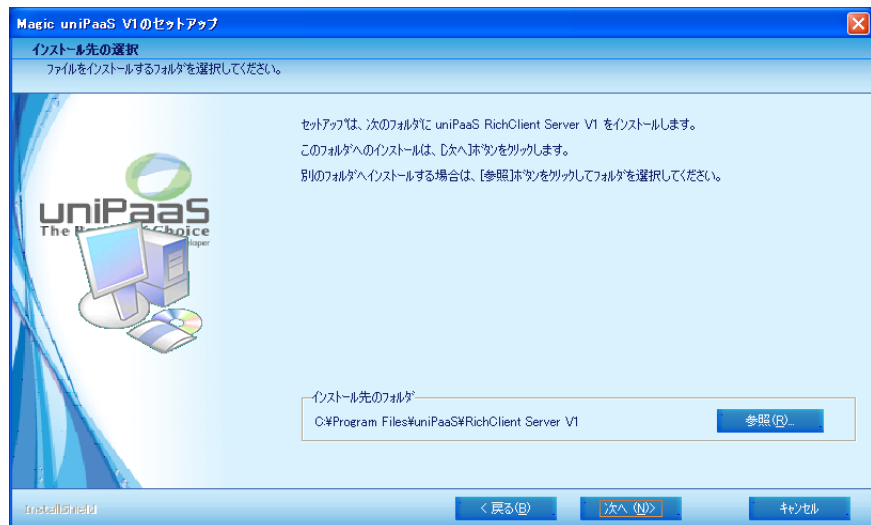 Magic uniPaaS V1のセットアップ
インストール先の選択
ファイルをインストールするフォルダを選択してください。
セットアップは、次のフォルダに uniPaaS RichClient Server V1 をインストールします。
このフォルダへのインストールは、[次へ]ボタンをクリックします。
別のフォルダへインストールする場合は、[参照]ボタンをクリックしてフォルダを選択してください。
uniPaaS
The Choice
インストール先のフォルダ
C:¥Program Files¥uniPaaS¥RichClient Server V1
参照(R)...
InstallShield
< 戻る(B)
次へ (N)>
キャンセル